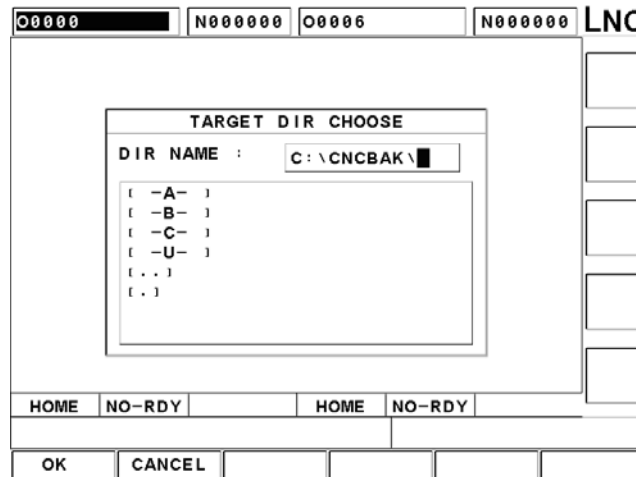 O0000 N000000 O0006 N000000 LNC
TARGET DIR CHOOSE
DIR NAME : C:\CNCBAK\
[ -A- ]
[ -B- ]
[ -C- ]
[ -U- ]
[..]
[.]
HOME NO-RDY HOME NO-RDY
OK CANCEL